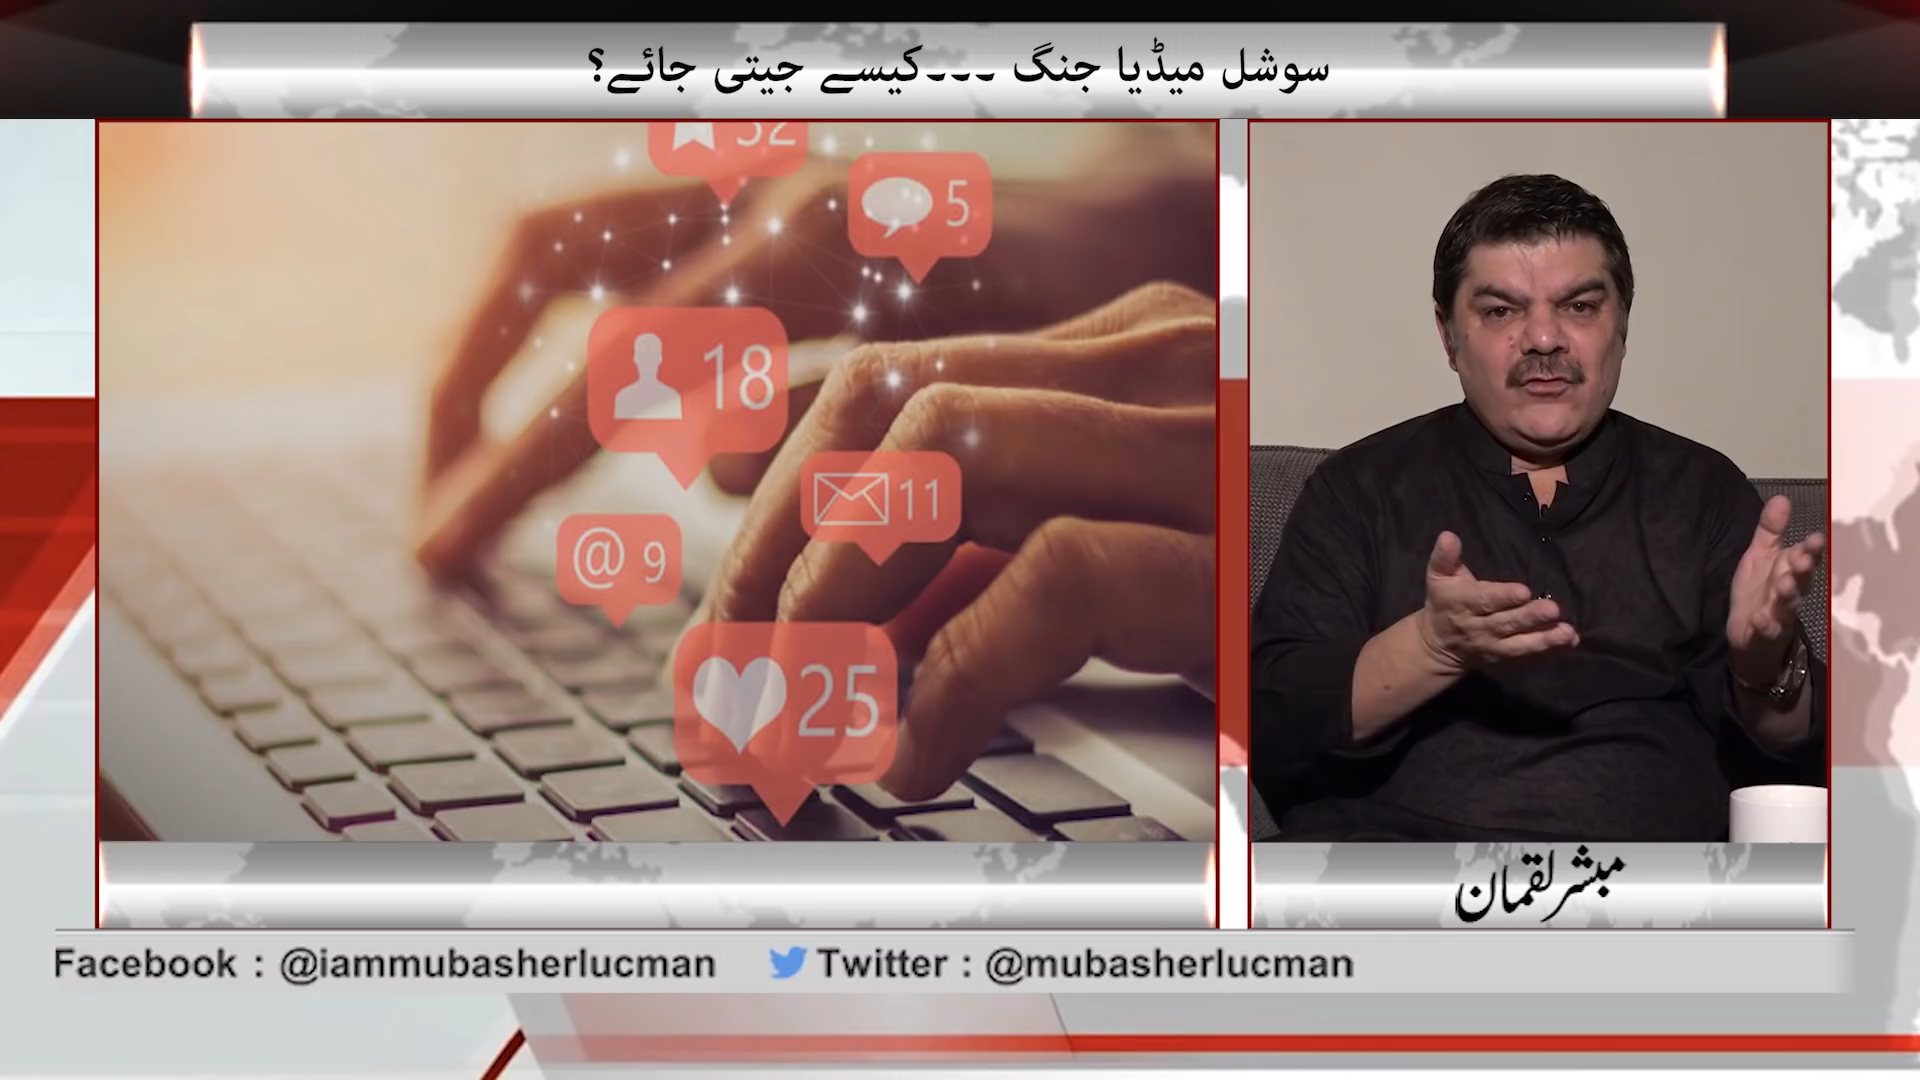 سوشل میڈیا جنگ ۔۔۔کیسے جیتی جائے؟
5
18
11
@ 9
25
مبشر لقمان
Facebook : @iammubasherlucman Twitter : @mubasherlucman